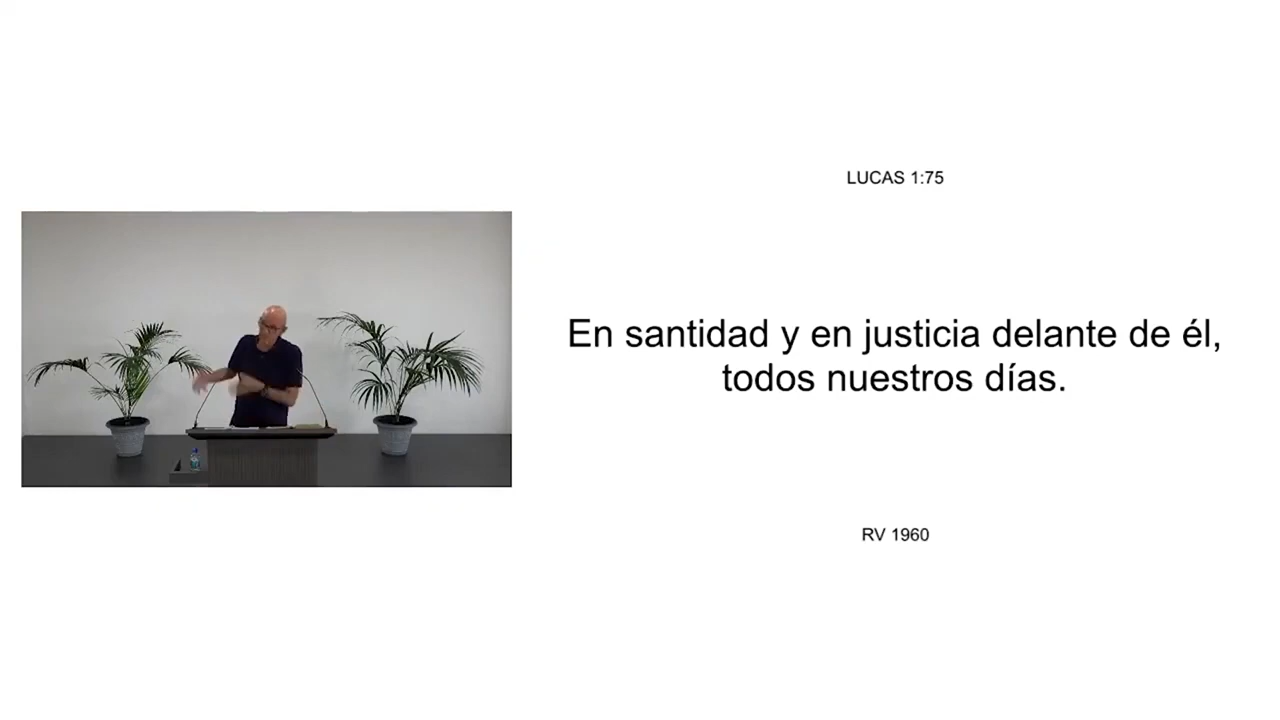 LUCAS 1:75
En santidad y en justicia delante de él,
todos nuestros días.
RV 1960